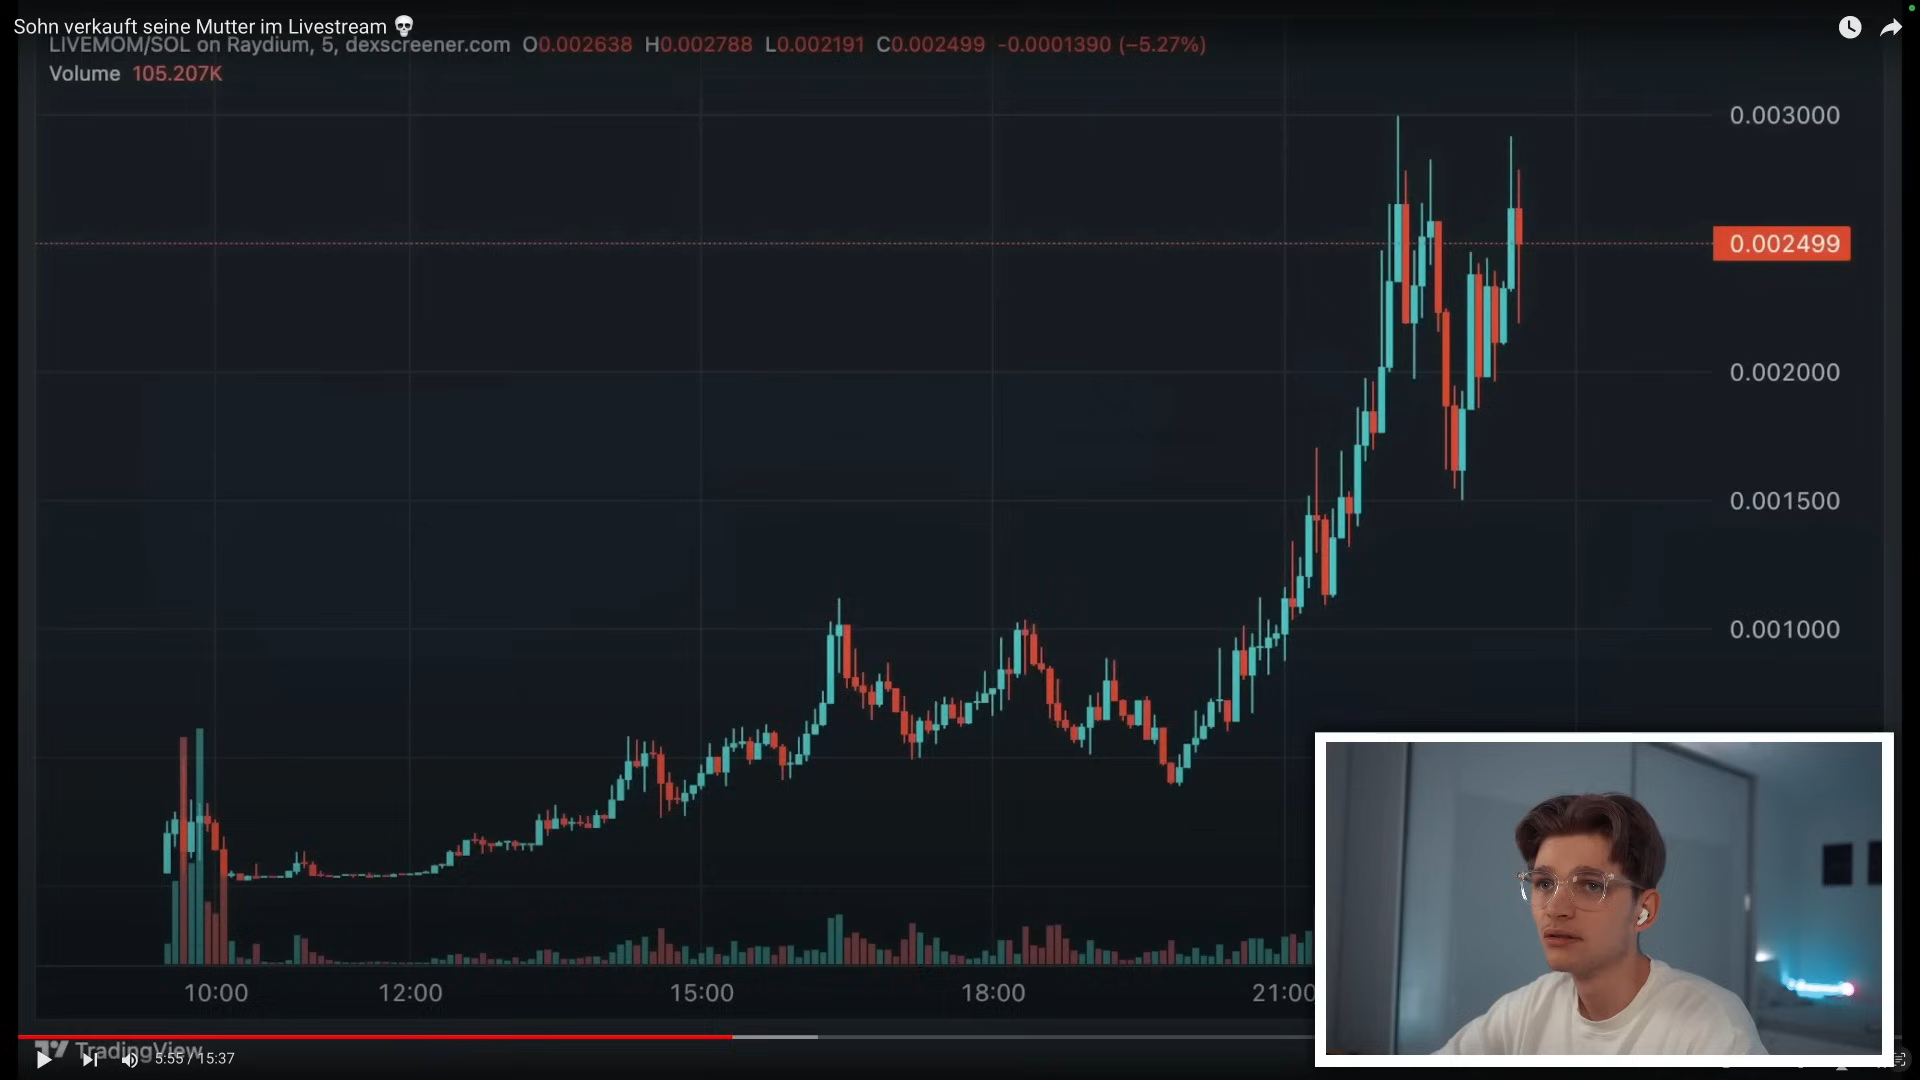 Sohn verkauft seine Mutter im Livestream 💀
LIVEMOM/SOL on Raydium, 5, dexscreener.com O0.002638 H0.002788 L0.002191 C0.002499 -0.0001390 (−5.27%)
Volume 105.207K
0.003000
0.002499
0.002000
0.001500
0.001000
10:00 12:00 15:00 18:00 21:00
TradingView
5:55 / 15:37